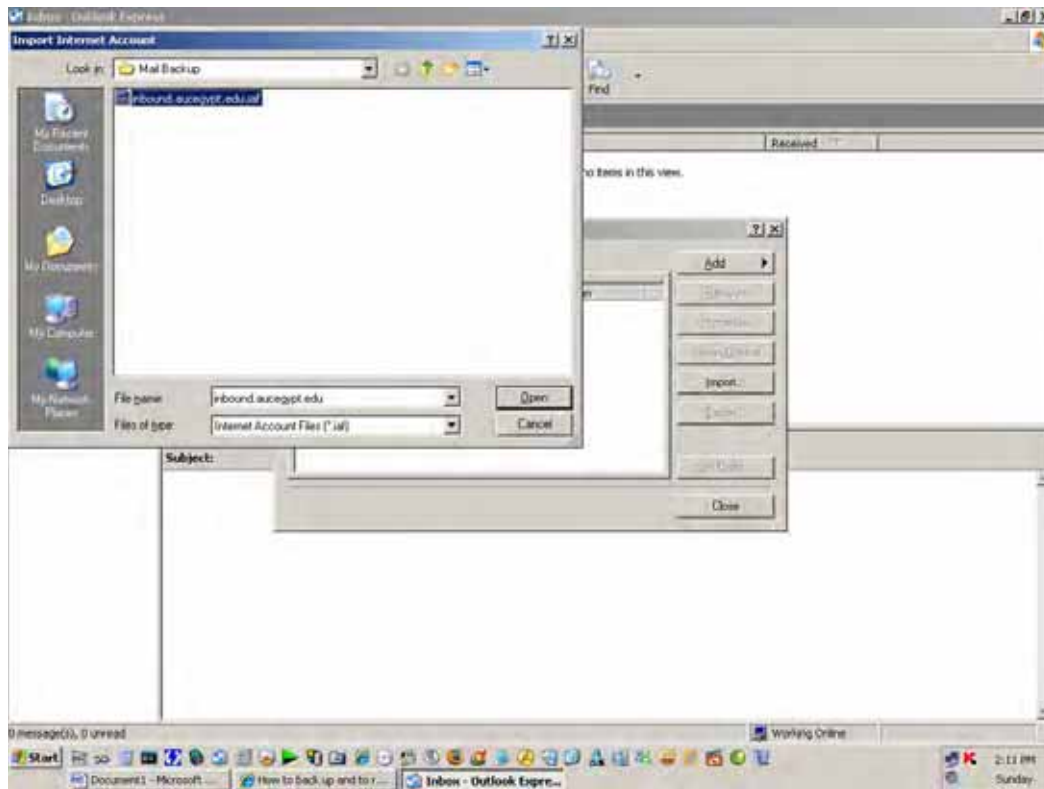 Inbox - Outlook Express
Import Internet Account
Look in:
Mail Backup
Find
inbound.aucegypt.edu.iaf
My Recent
Documents
Received
no items in this view.
Desktop
My Documents
Add
My Computer
Import...
My Network
Places
File name:
inbound.aucegypt.edu
Open
Files of type:
Internet Account Files (*.iaf)
Cancel
Subject:
Close
0 message(s), 0 unread
Working Online
Start
2:11 PM
Document1 - Microsoft ...
How to back up and to r...
Inbox - Outlook Expre...
Sunday